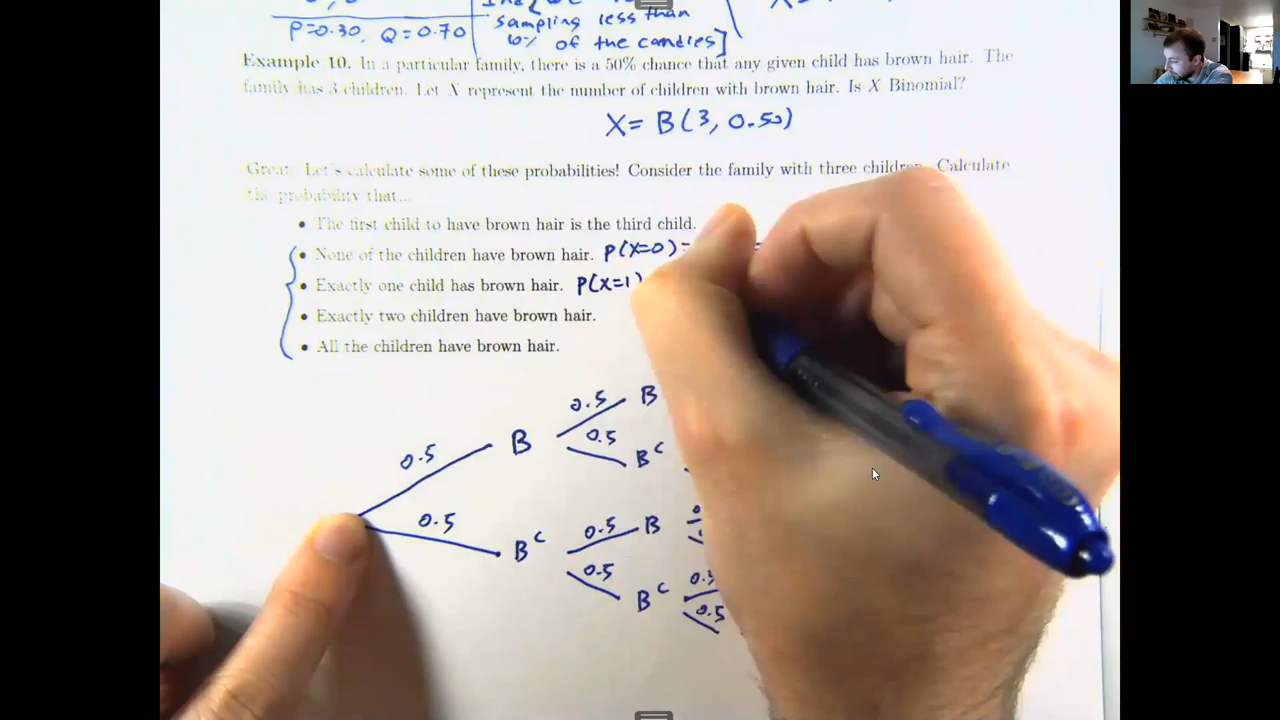 sampling less than
P=0.30, Q=0.70
10% of the candies]
Example 10. In a particular family, there is a 50% chance that any given child has brown hair. The
family has 3 children. Let X represent the number of children with brown hair. Is X Binomial?
X= B(3, 0.50)
Great. Let's calculate some of these probabilities! Consider the family with three children. Calculate
the probability that...
• The first child to have brown hair is the third child.
• None of the children have brown hair. P(X=0)=
• Exactly one child has brown hair. P(X=1)
• Exactly two children have brown hair.
• All the children have brown hair.
0.5 B
0.5 B
0.5 B^C
0.5 B^C
0.5 B
0.5 B^C
0.5